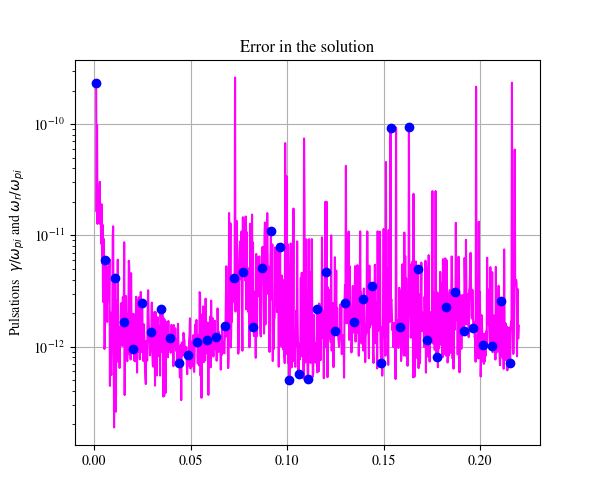 Error in the solution
Pulsations γ/ω_pi and ω_r/ω_pi
10⁻¹⁰
10⁻¹¹
10⁻¹²
0.00 0.05 0.10 0.15 0.20